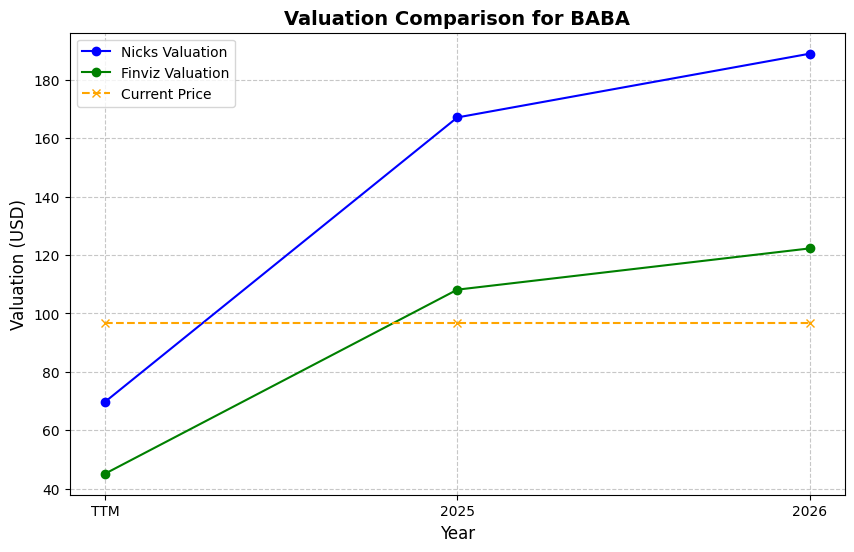 Valuation Comparison for BABA
Nicks Valuation
Finviz Valuation
Current Price
Valuation (USD)
180
160
140
120
100
80
60
40
TTM
2025
2026
Year